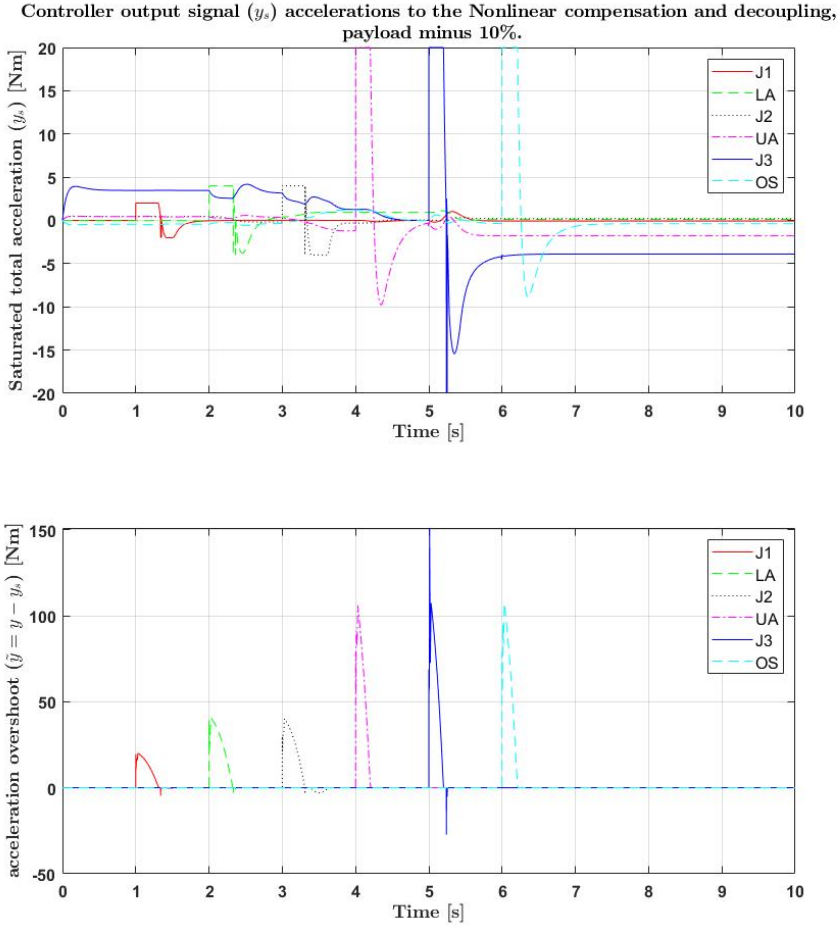 Controller output signal (yₛ) accelerations to the Nonlinear compensation and decoupling,
payload minus 10%.
Saturated total acceleration (yₛ) [Nm]
20
15
10
5
0
-5
-10
-15
-20
J1
LA
J2
UA
J3
OS
0 1 2 3 4 5 6 7 8 9 10
Time [s]
acceleration overshoot (ỹ = y − yₛ) [Nm]
150
100
50
0
-50
J1
LA
J2
UA
J3
OS
0 1 2 3 4 5 6 7 8 9 10
Time [s]